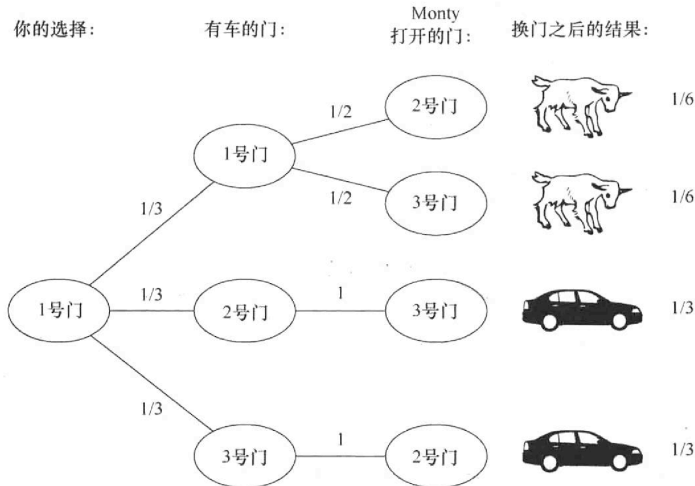 你的选择：
有车的门：
Monty
打开的门：
换门之后的结果：
1/2
2号门
1/6
1号门
1/2
3号门
1/6
1/3
1号门
1/3
2号门
1
3号门
1/3
1/3
3号门
1
2号门
1/3